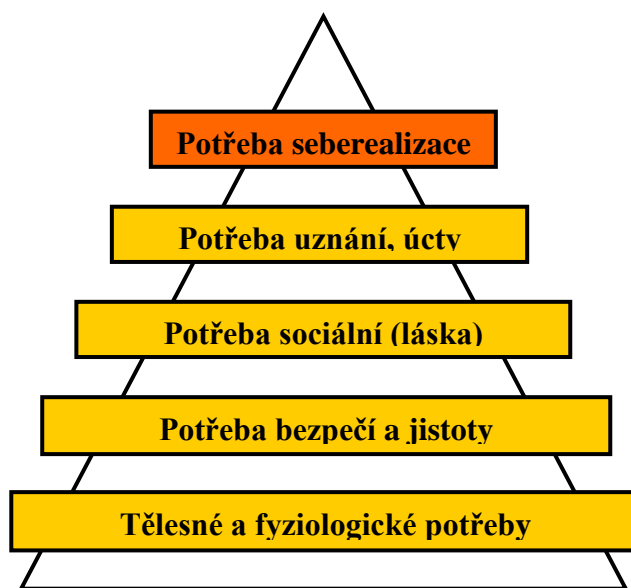 Potřeba seberealizace
Potřeba uznání, úcty
Potřeba sociální (láska)
Potřeba bezpečí a jistoty
Tělesné a fyziologické potřeby